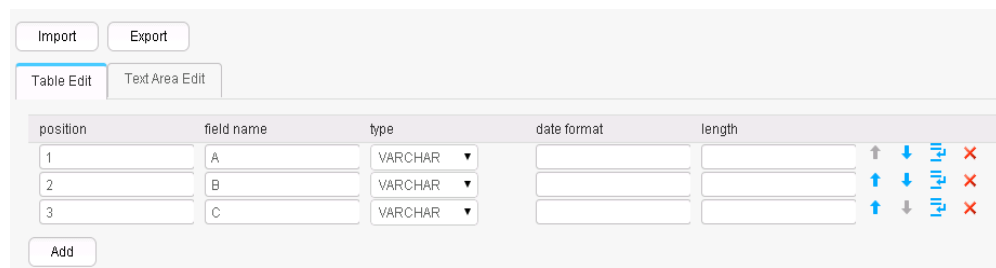 Import Export
Table Edit Text Area Edit
position field name type date format length
1 A VARCHAR
2 B VARCHAR
3 C VARCHAR
Add